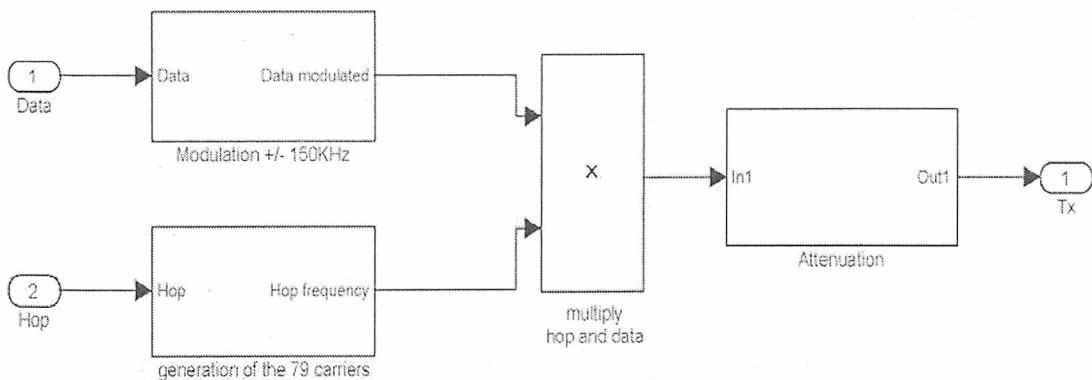 1
Data
Data
Data modulated
Modulation +/- 150KHz
2
Hop
Hop
Hop frequency
generation of the 79 carriers
X
multiply
hop and data
In1
Out1
Attenuation
1
Tx